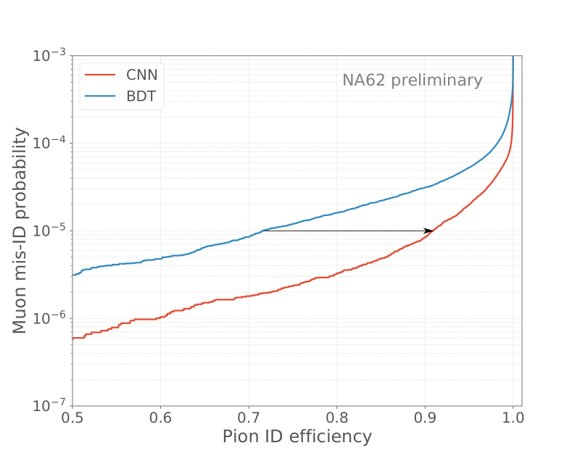 10⁻³
CNN
BDT
NA62 preliminary
10⁻⁴
10⁻⁵
10⁻⁶
10⁻⁷
Muon mis-ID probability
0.5 0.6 0.7 0.8 0.9 1.0
Pion ID efficiency